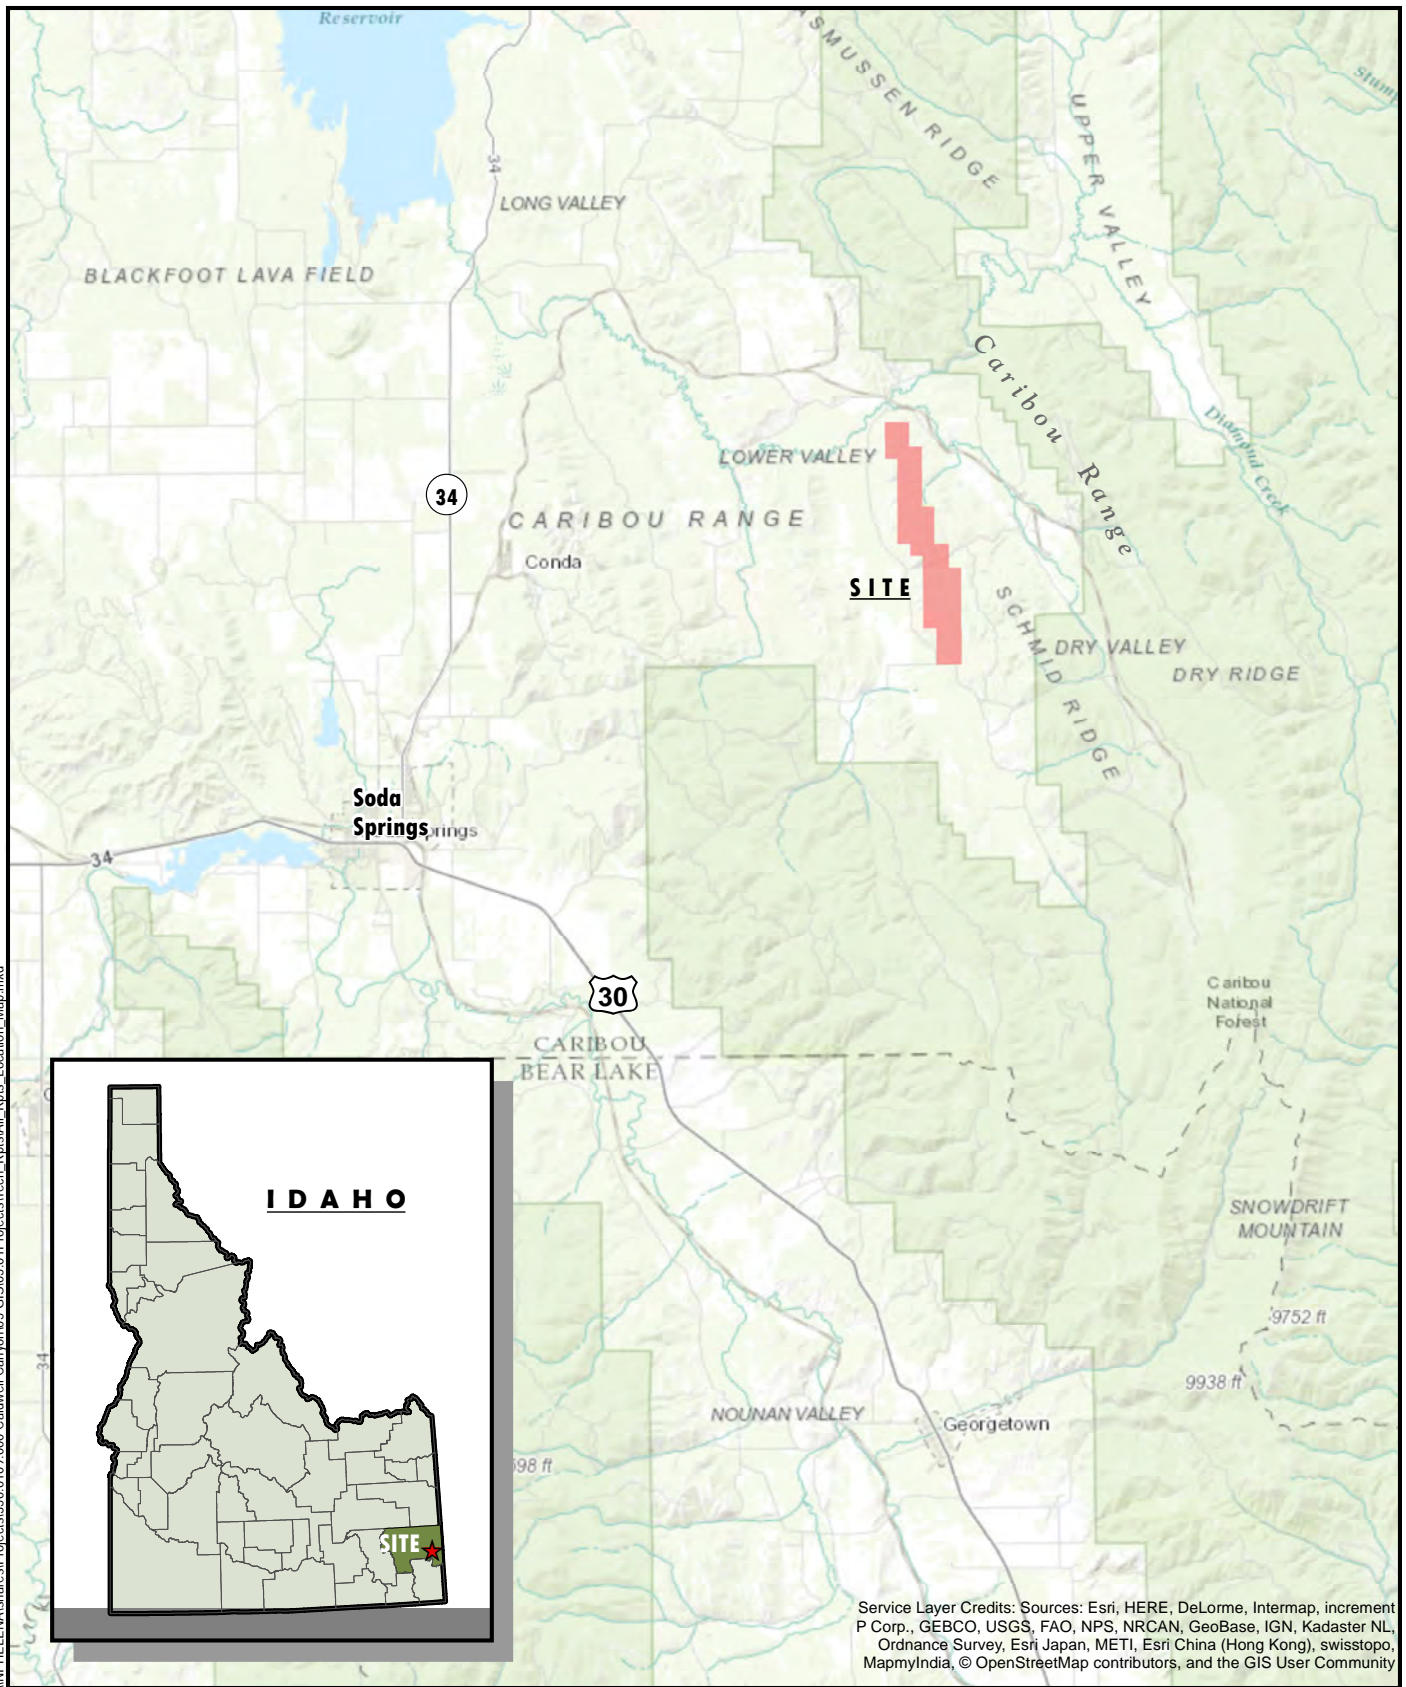 Reservoir
RASMUSSEN RIDGE
UPPER VALLEY
Stump
34
LONG VALLEY
BLACKFOOT LAVA FIELD
Caribou Range
Diamond Creek
LOWER VALLEY
34
CARIBOU RANGE
Conda
SITE
SCHMID RIDGE
DRY VALLEY
DRY RIDGE
Soda
Springs
prings
34
30
Caribou
National
Forest
CARIBOU
BEAR LAKE
IDAHO
SNOWDRIFT
MOUNTAIN
9752 ft
34
9938 ft
NOUNAN VALLEY
Georgetown
98 ft
SITE
Service Layer Credits: Sources: Esri, HERE, DeLorme, Intermap, increment
P Corp., GEBCO, USGS, FAO, NPS, NRCAN, GeoBase, IGN, Kadaster NL,
Ordnance Survey, Esri Japan, METI, Esri China (Hong Kong), swisstopo,
MapmyIndia, © OpenStreetMap contributors, and the GIS User Community